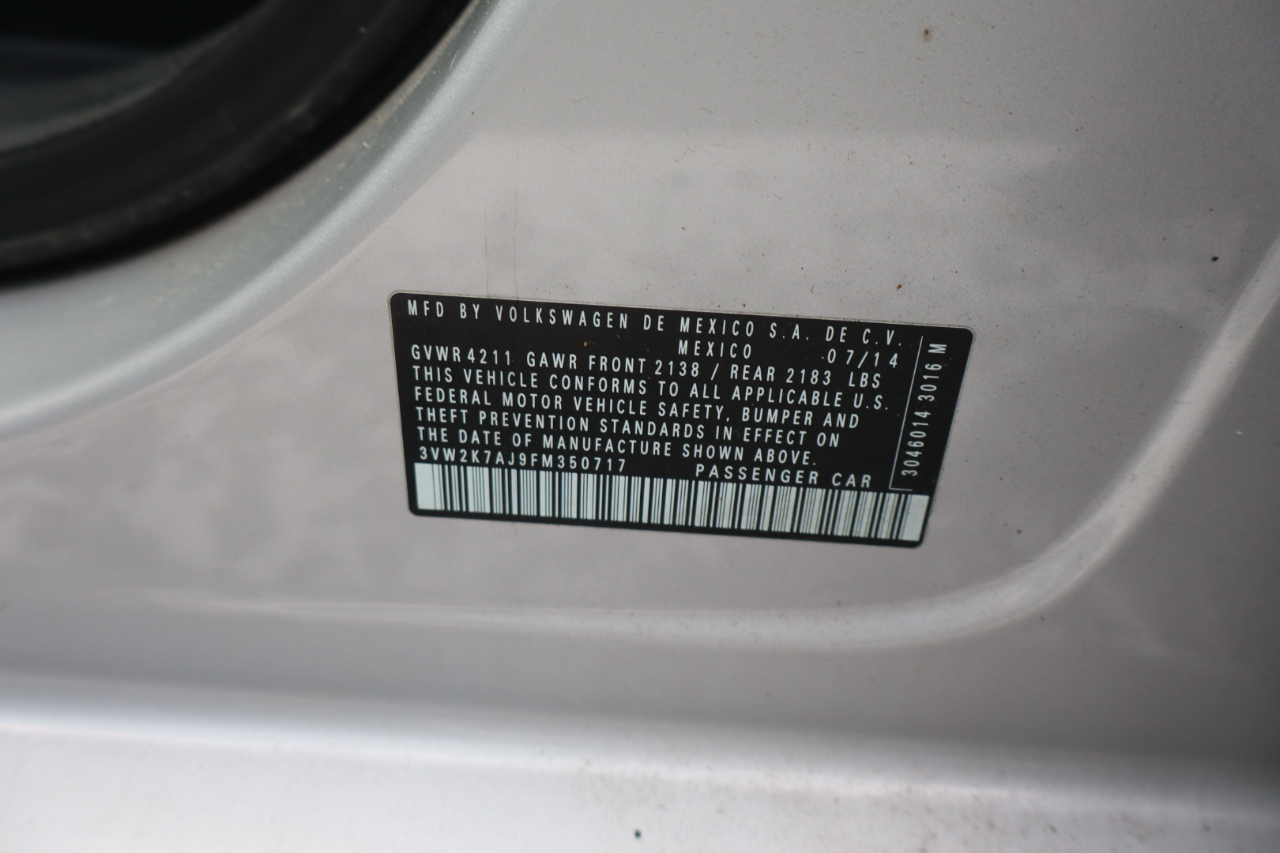 MFD BY VOLKSWAGEN DE MEXICO S.A. DE C.V.
MEXICO 07/14
GVWR 4211 GAWR FRONT 2138 / REAR 2183 LBS
THIS VEHICLE CONFORMS TO ALL APPLICABLE U.S.
FEDERAL MOTOR VEHICLE SAFETY, BUMPER AND
THEFT PREVENTION STANDARDS IN EFFECT ON
THE DATE OF MANUFACTURE SHOWN ABOVE.
3VW2K7AJ9FM350717 PASSENGER CAR
3046014 3016 M